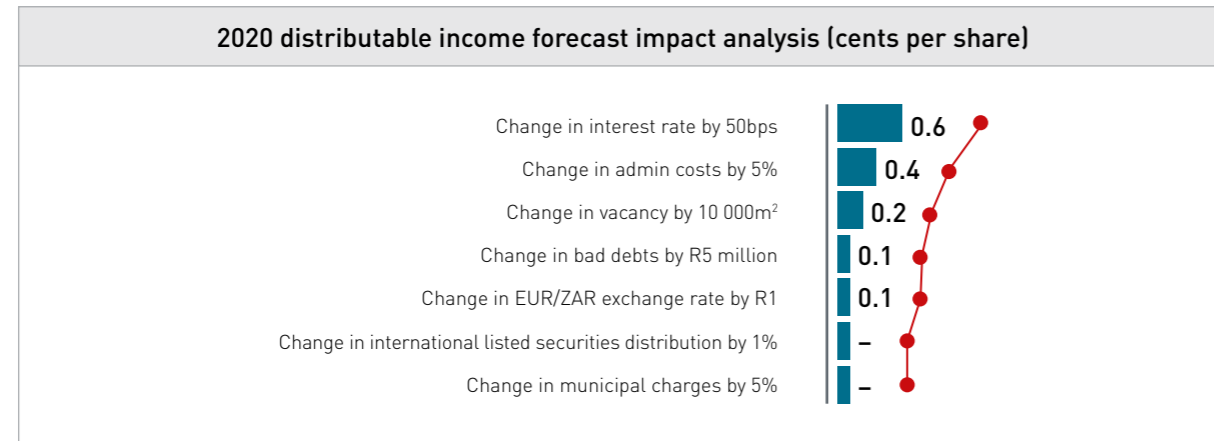 2020 distributable income forecast impact analysis (cents per share)
Change in interest rate by 50bps 0.6
Change in admin costs by 5% 0.4
Change in vacancy by 10 000m² 0.2
Change in bad debts by R5 million 0.1
Change in EUR/ZAR exchange rate by R1 0.1
Change in international listed securities distribution by 1% –
Change in municipal charges by 5% –